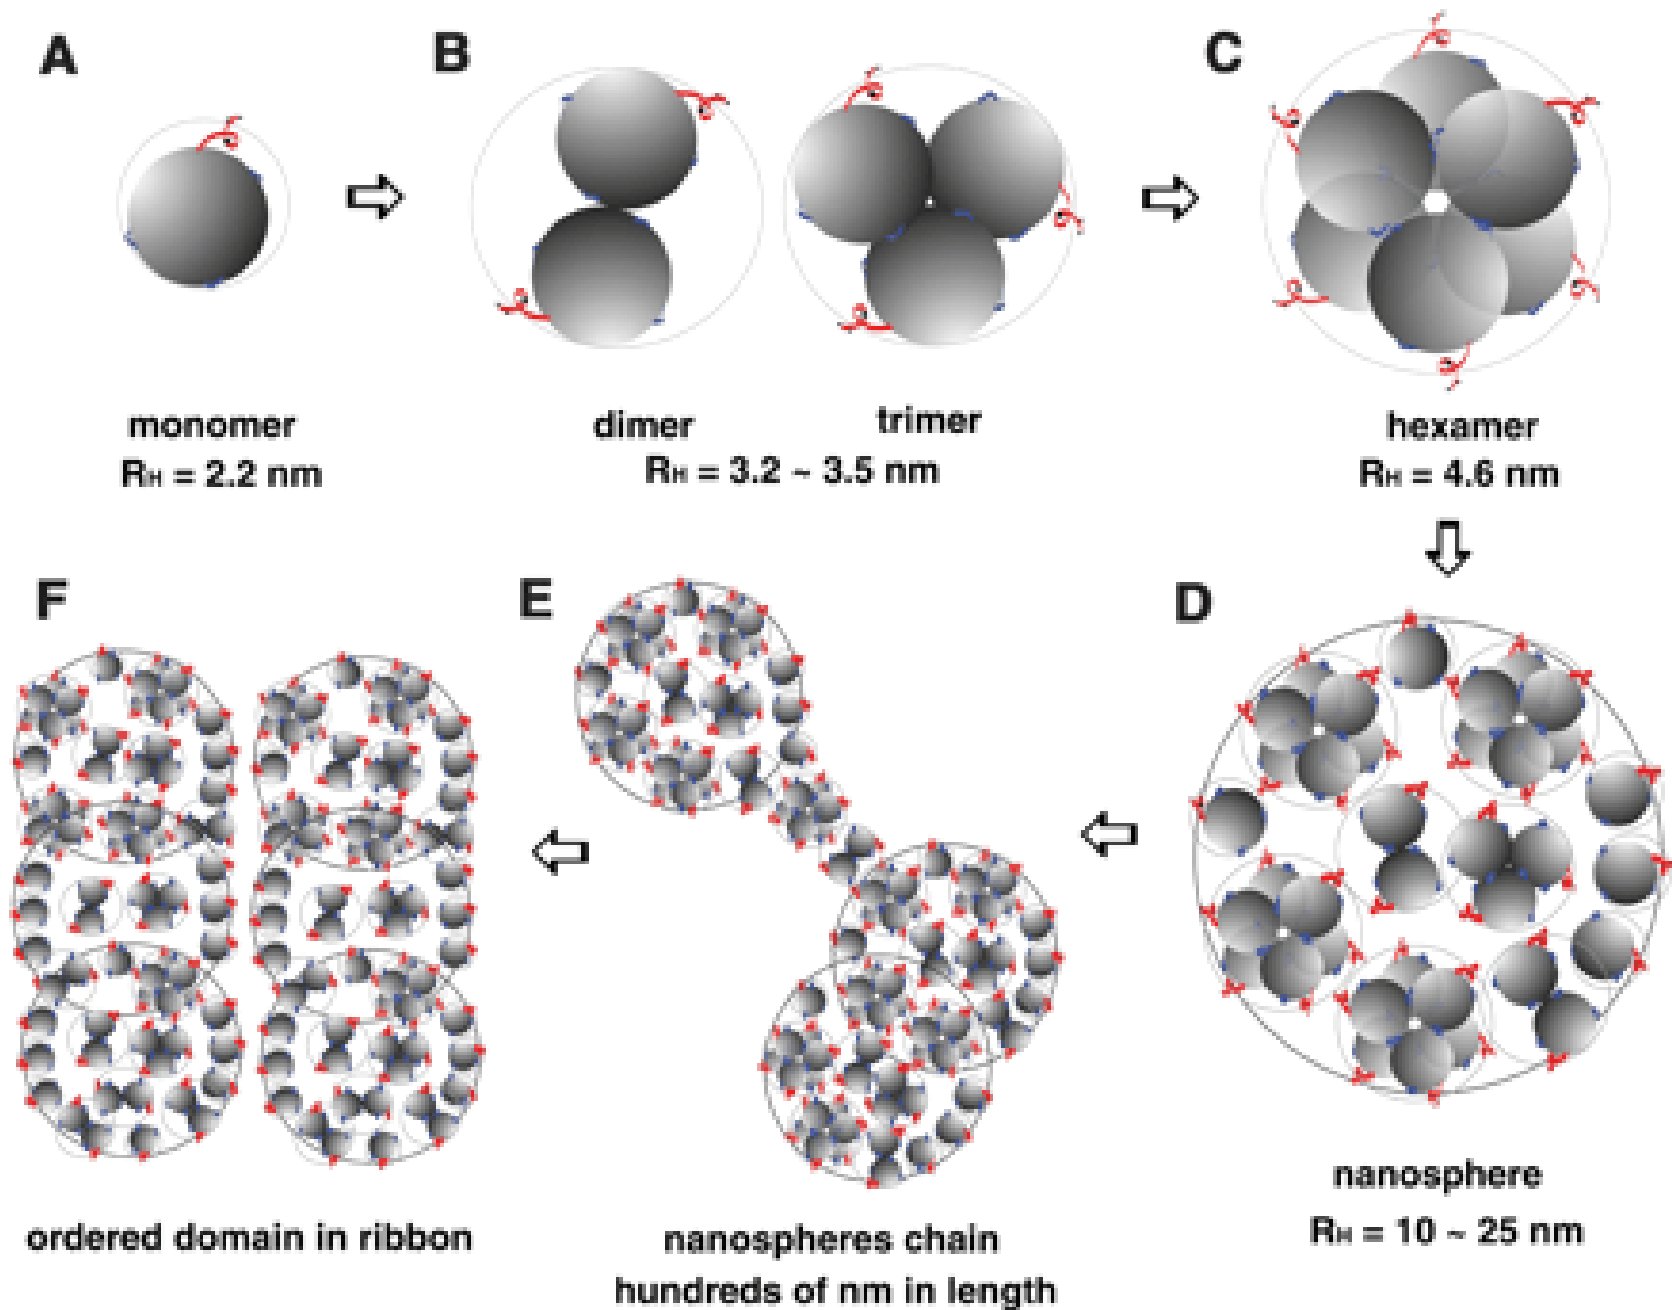 A
B
C
monomer
RH = 2.2 nm
dimer
trimer
RH = 3.2 ~ 3.5 nm
hexamer
RH = 4.6 nm
F
E
D
ordered domain in ribbon
nanospheres chain
hundreds of nm in length
nanosphere
RH = 10 ~ 25 nm